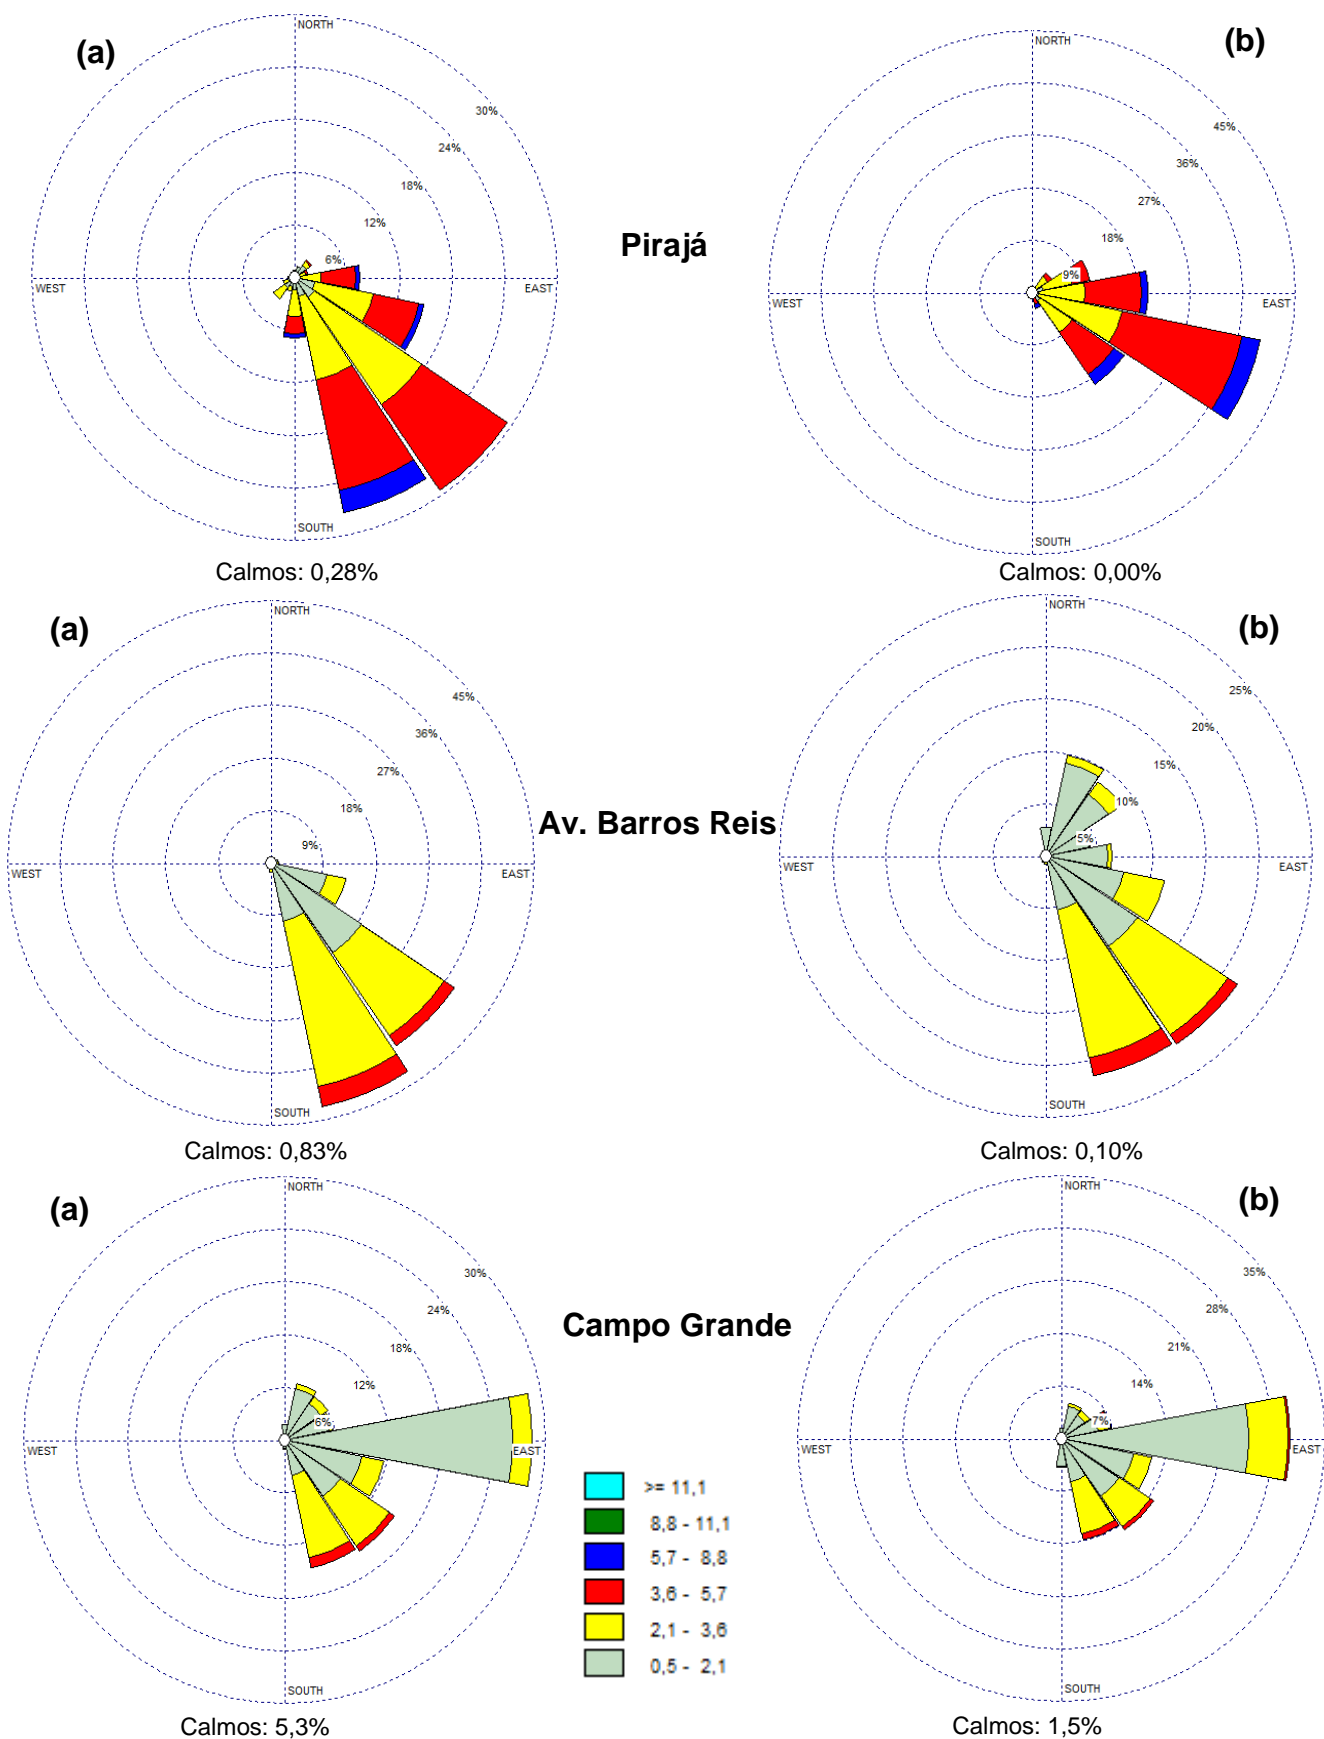 (a)
NORTH
30%
24%
18%
12%
6%
WEST
EAST
SOUTH
Calmos: 0,28%
(b)
NORTH
45%
36%
27%
18%
9%
WEST
EAST
SOUTH
Calmos: 0,00%
Pirajá
(a)
NORTH
45%
36%
27%
18%
9%
WEST
EAST
SOUTH
Calmos: 0,83%
(b)
NORTH
25%
20%
15%
10%
5%
WEST
EAST
SOUTH
Calmos: 0,10%
Av. Barros Reis
(a)
NORTH
30%
24%
18%
12%
6%
WEST
EAST
SOUTH
Calmos: 5,3%
(b)
NORTH
35%
28%
21%
14%
7%
WEST
EAST
SOUTH
Calmos: 1,5%
Campo Grande
>= 11,1
8,8 - 11,1
5,7 - 8,8
3,6 - 5,7
2,1 - 3,6
0,5 - 2,1